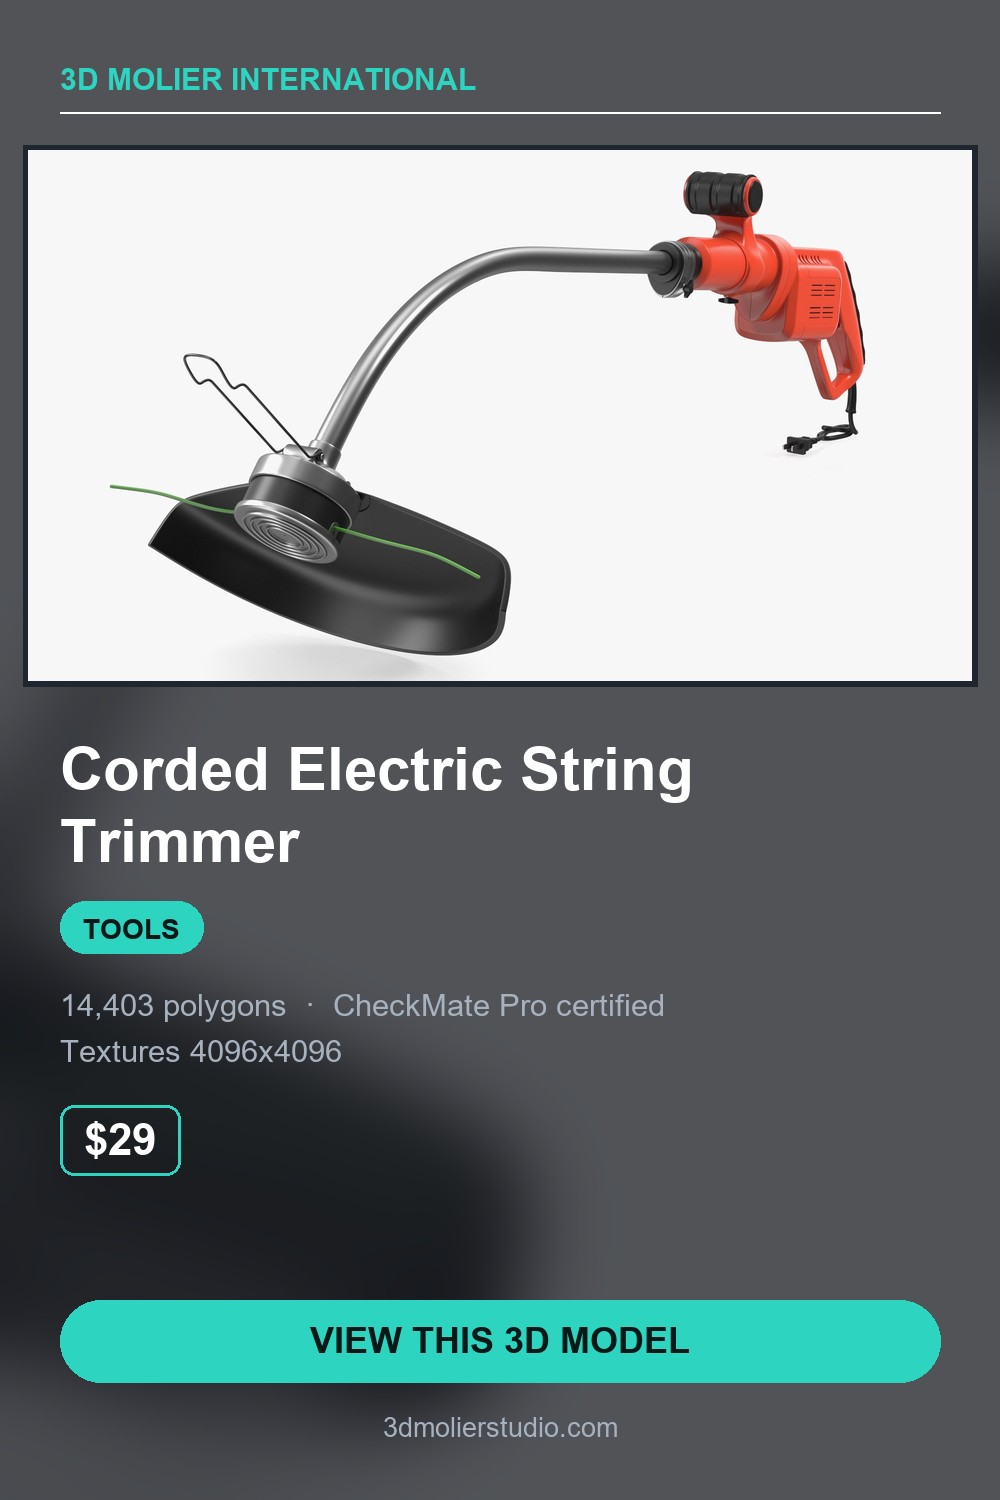 3D MOLIER INTERNATIONAL
Corded Electric String
Trimmer
TOOLS
14,403 polygons · CheckMate Pro certified
Textures 4096x4096
$29
VIEW THIS 3D MODEL
3dmolierstudio.com